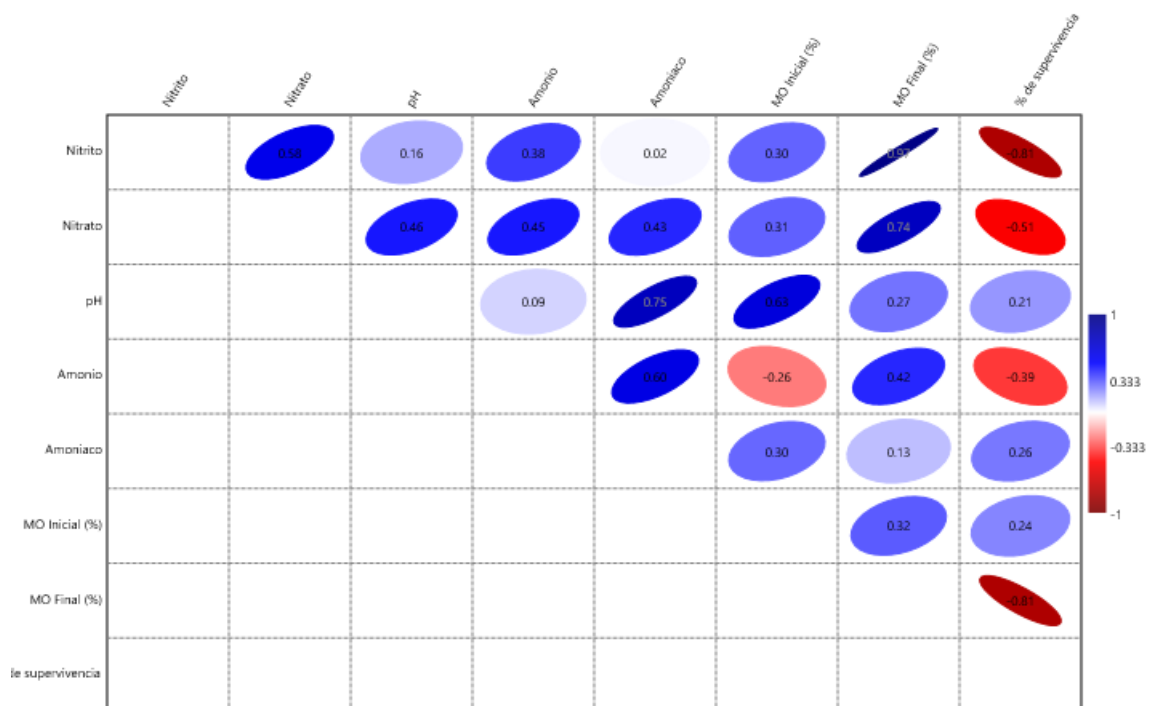 Nitrito Nitrato pH Amonio Amoniaco MO Inicial (%) MO Final (%) % de supervivencia
Nitrito 0.16 0.38 0.02 0.30 0.97 -0.81
Nitrato 0.46 0.45 0.43 0.31 0.74 -0.51
pH 0.09 0.75 0.63 0.27 0.21
Amonio 0.60 -0.26 0.42 -0.39
Amoniaco 0.30 0.13 0.26
MO Inicial (%) 0.32 0.24
MO Final (%) -0.81
de supervivencia
1
0.333
-0.333
-1